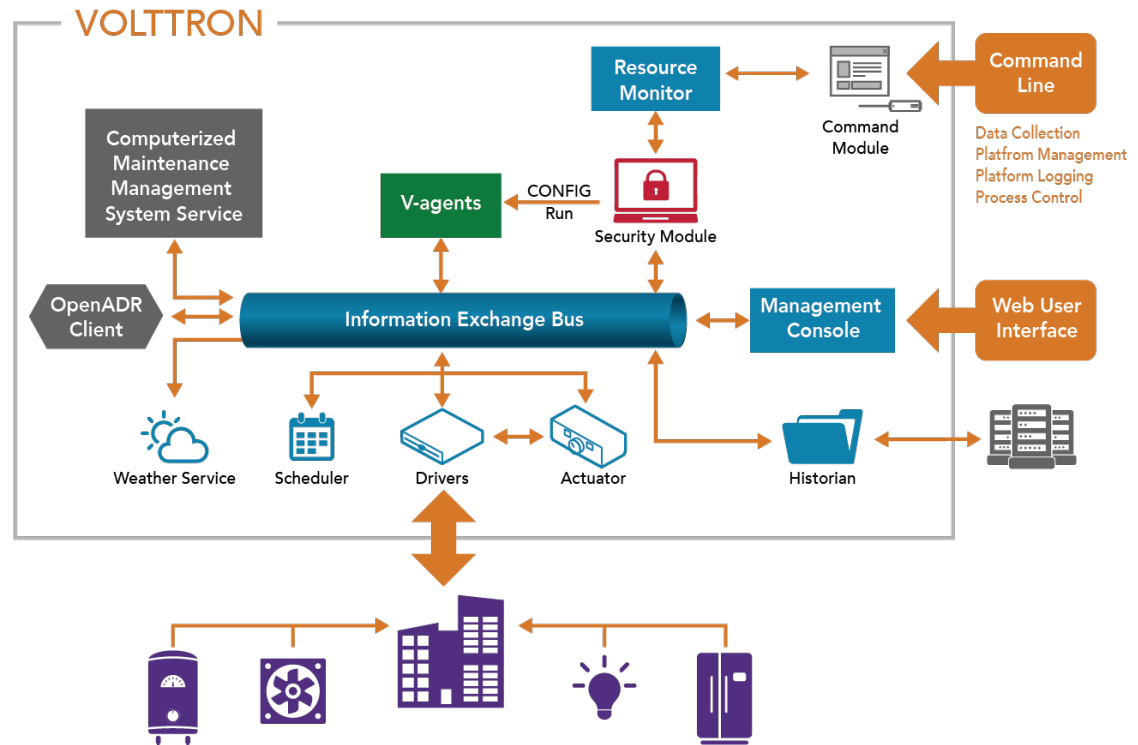 VOLTTRON
Resource
Monitor
Command
Line
Command
Module
Data Collection
Platfrom Management
Platform Logging
Process Control
Computerized
Maintenance
Management
System Service
V-agents
CONFIG
Run
Security Module
OpenADR
Client
Information Exchange Bus
Management
Console
Web User
Interface
Weather Service
Scheduler
Drivers
Actuator
Historian